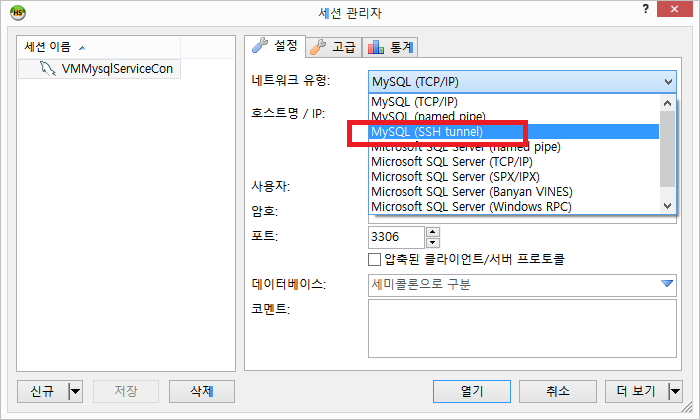 HS
세션 관리자
?
세션 이름
VMMysqlServiceCon
설정
고급
통계
네트워크 유형:
MySQL (TCP/IP)
MySQL (TCP/IP)
MySQL (named pipe)
MySQL (SSH tunnel)
Microsoft SQL Server (named pipe)
Microsoft SQL Server (TCP/IP)
Microsoft SQL Server (SPX/IPX)
Microsoft SQL Server (Banyan VINES)
Microsoft SQL Server (Windows RPC)
호스트명 / IP:
사용자:
암호:
포트:
3306
압축된 클라이언트/서버 프로토콜
데이터베이스:
세미콜론으로 구분
코멘트:
신규
저장
삭제
열기
취소
더 보기